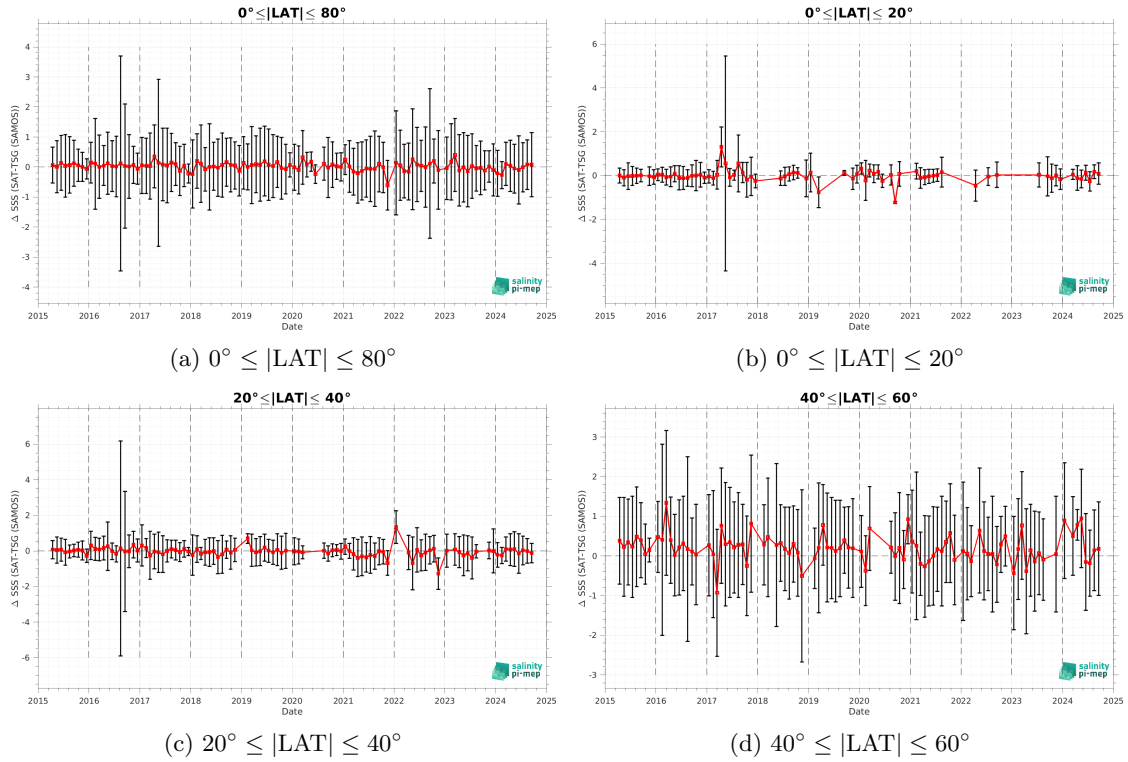 0°≤|LAT|≤ 80°
Δ SSS (SAT-TSG (SAMOS))
4
3
2
1
0
-1
-2
-3
-4
2015 2016 2017 2018 2019 2020 2021 2022 2023 2024 2025
Date
salinity
pi-mep
(a) 0° ≤ |LAT| ≤ 80°
0°≤|LAT|≤ 20°
Δ SSS (SAT-TSG (SAMOS))
6
4
2
0
-2
-4
2015 2016 2017 2018 2019 2020 2021 2022 2023 2024 2025
Date
salinity
pi-mep
(b) 0° ≤ |LAT| ≤ 20°
20°≤|LAT|≤ 40°
Δ SSS (SAT-TSG (SAMOS))
6
4
2
0
-2
-4
-6
2015 2016 2017 2018 2019 2020 2021 2022 2023 2024 2025
Date
salinity
pi-mep
(c) 20° ≤ |LAT| ≤ 40°
40°≤|LAT|≤ 60°
Δ SSS (SAT-TSG (SAMOS))
3
2
1
0
-1
-2
-3
2015 2016 2017 2018 2019 2020 2021 2022 2023 2024 2025
Date
salinity
pi-mep
(d) 40° ≤ |LAT| ≤ 60°